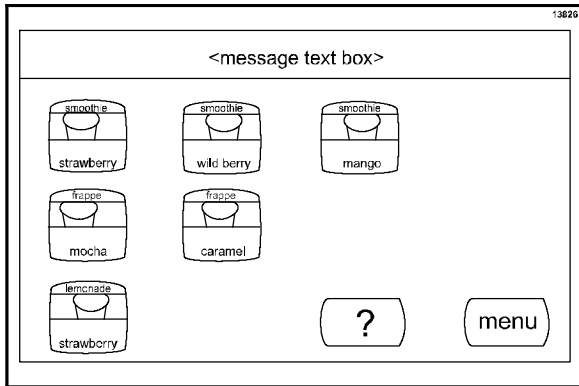 13826
<message text box>
smoothie smoothie smoothie
strawberry wild berry mango
frappe frappe
mocha caramel
lemonade
? menu
strawberry